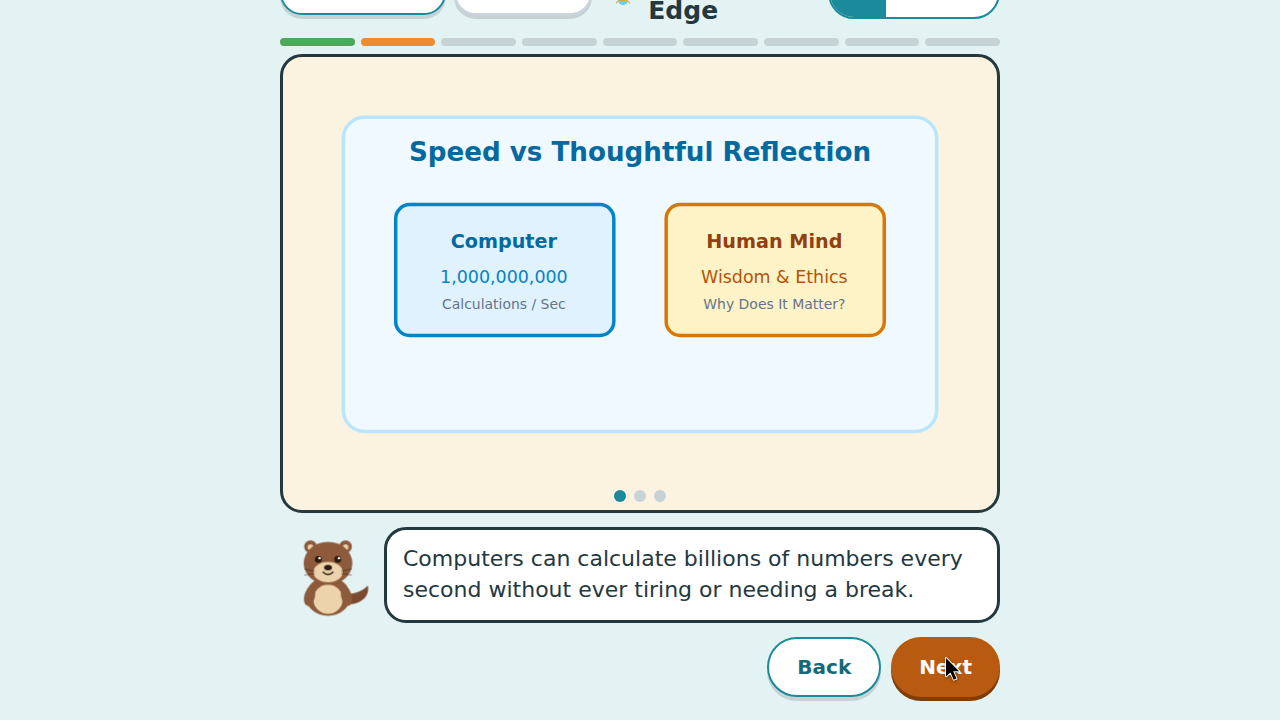 Edge
Speed vs Thoughtful Reflection
Computer
1,000,000,000
Calculations / Sec
Human Mind
Wisdom & Ethics
Why Does It Matter?
Computers can calculate billions of numbers every
second without ever tiring or needing a break.
Back
Next